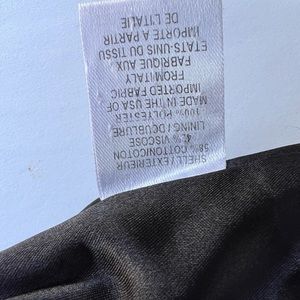 SHELL / EXTERIEUR
58% COTTON/COTON
42% VISCOSE
LINING / DOUBLURE
100% POLYESTER
MADE IN THE USA OF
IMPORTED FABRIC
FROM ITALY
FABRIQUE AUX
ETATS-UNIS DU TISSU
IMPORTE A PARTIR
DE L'ITALIE